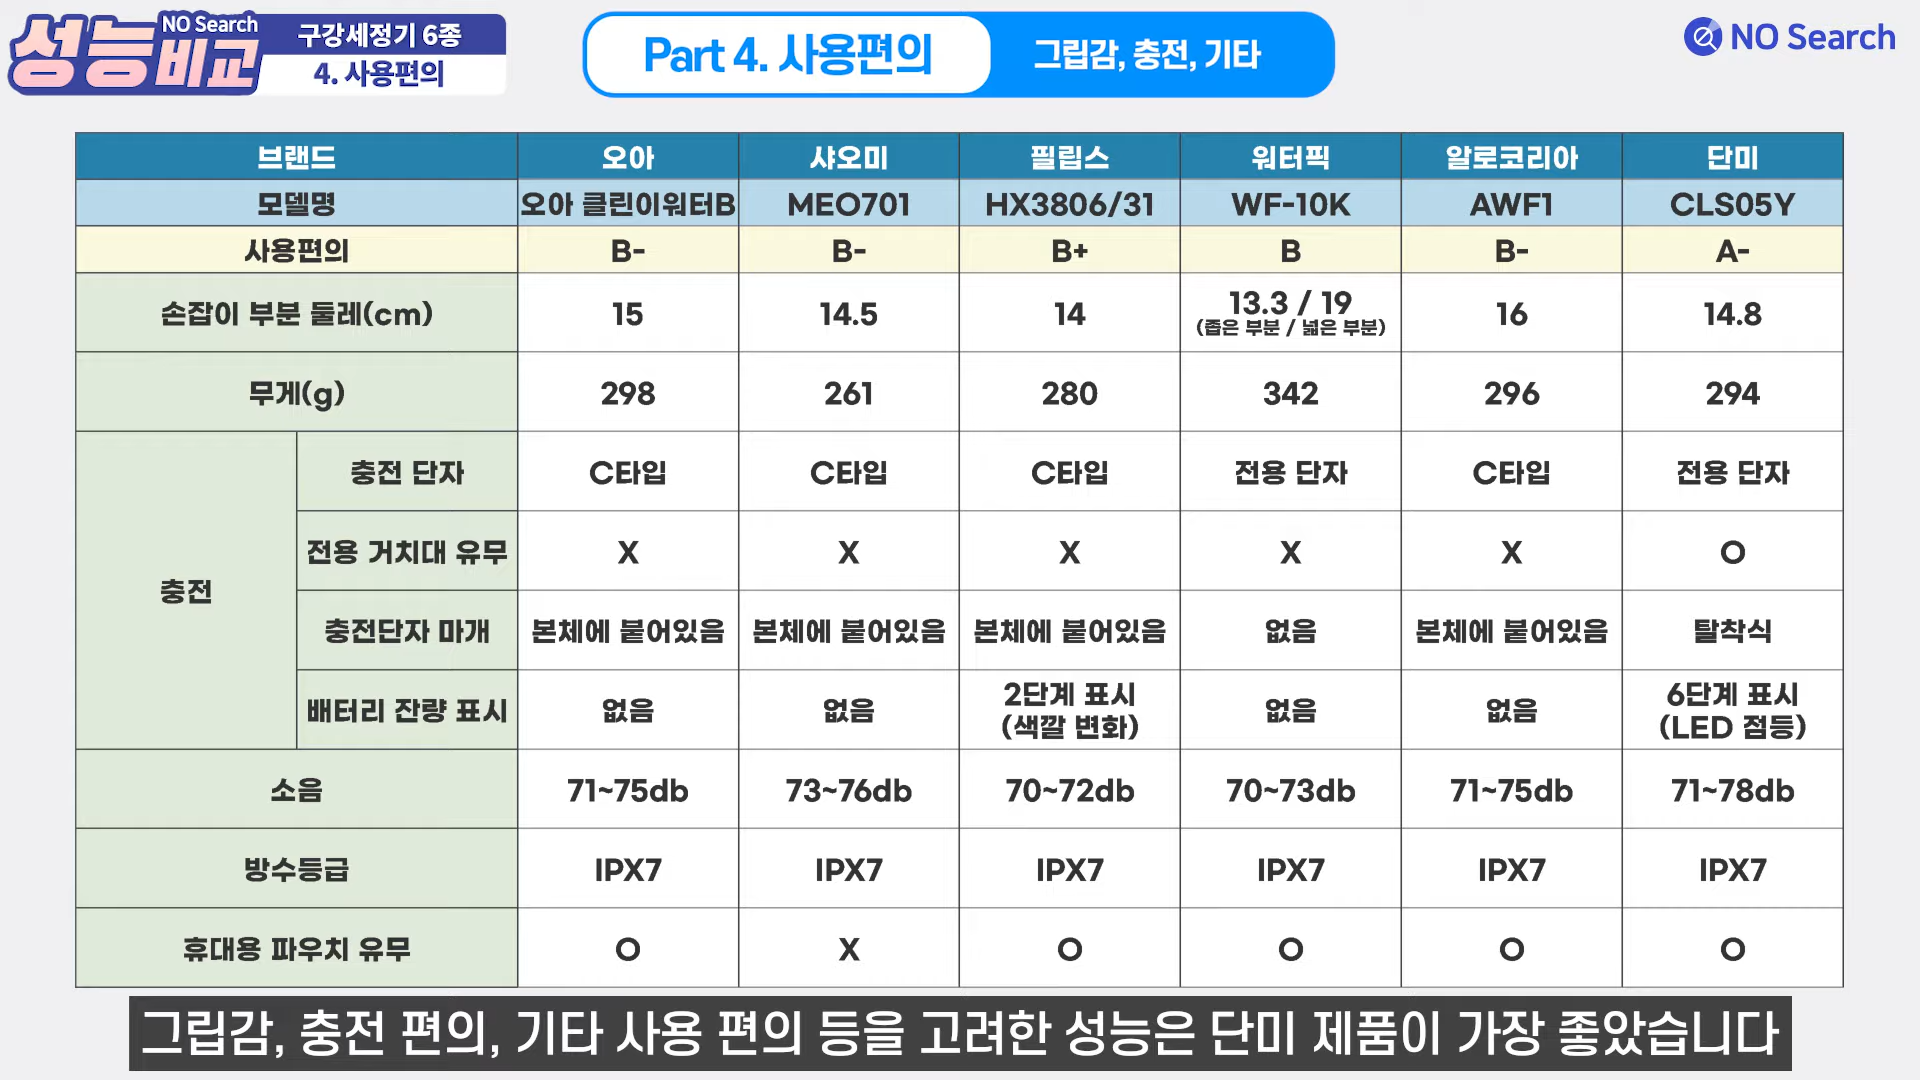 성능비교 NO Search
구강세정기 6종
4. 사용편의
Part 4. 사용편의 그립감, 충전, 기타
NO Search
브랜드 오아 샤오미 필립스 워터픽 알로코리아 단미
모델명 오아 클린이워터B MEO701 HX3806/31 WF-10K AWF1 CLS05Y
사용편의 B- B- B+ B B- A-
손잡이 부분 둘레(cm) 15 14.5 14 13.3 / 19 (좁은 부분 / 넓은 부분) 16 14.8
무게(g) 298 261 280 342 296 294
충전
충전 단자 C타입 C타입 C타입 전용 단자 C타입 전용 단자
전용 거치대 유무 X X X X X O
충전단자 마개 본체에 붙어있음 본체에 붙어있음 본체에 붙어있음 없음 본체에 붙어있음 탈착식
배터리 잔량 표시 없음 없음 2단계 표시 (색깔 변화) 없음 없음 6단계 표시 (LED 점등)
소음 71~75db 73~76db 70~72db 70~73db 71~75db 71~78db
방수등급 IPX7 IPX7 IPX7 IPX7 IPX7 IPX7
휴대용 파우치 유무 O X O O O O
그립감, 충전 편의, 기타 사용 편의 등을 고려한 성능은 단미 제품이 가장 좋았습니다